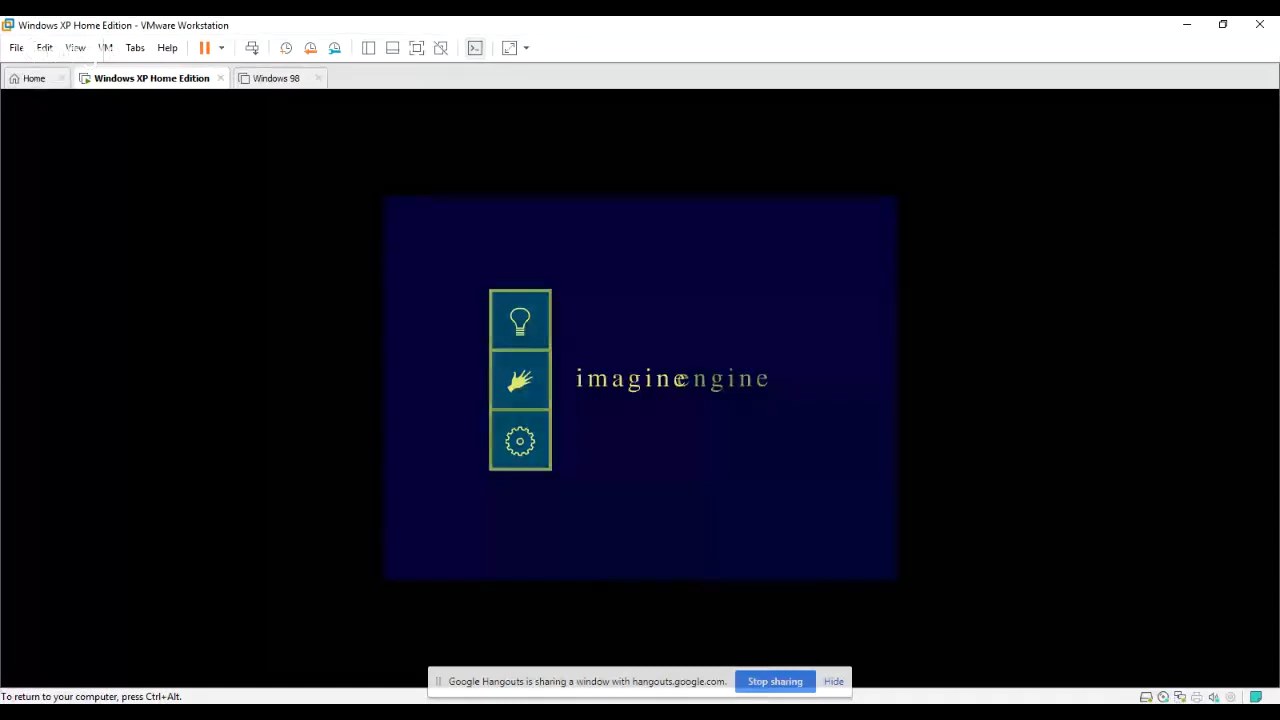 Windows XP Home Edition - VMware Workstation
File Edit View VM Tabs Help
Home Windows XP Home Edition Windows 98
imagineengine
Google Hangouts is sharing a window with hangouts.google.com. Stop sharing Hide
To return to your computer, press Ctrl+Alt.